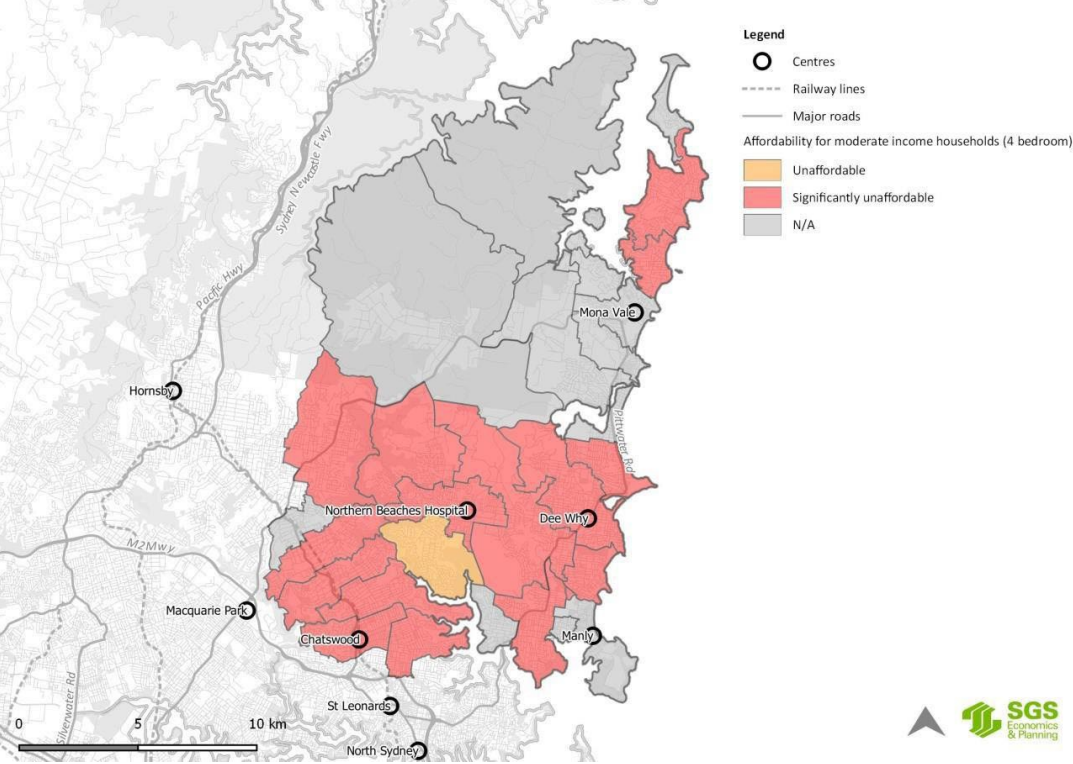 Legend
Centres
Railway lines
Major roads
Affordability for moderate income households (4 bedroom)
Unaffordable
Significantly unaffordable
N/A
Sydney Newcastle Fwy
Pacific Hwy
Mona Vale
Hornsby
Pittwater Rd
Northern Beaches Hospital
Dee Why
M2Mwy
Macquarie Park
Chatswood
Manly
Silverwater Rd
St Leonards
North Sydney
0 5 10 km
SGS
Economics
& Planning